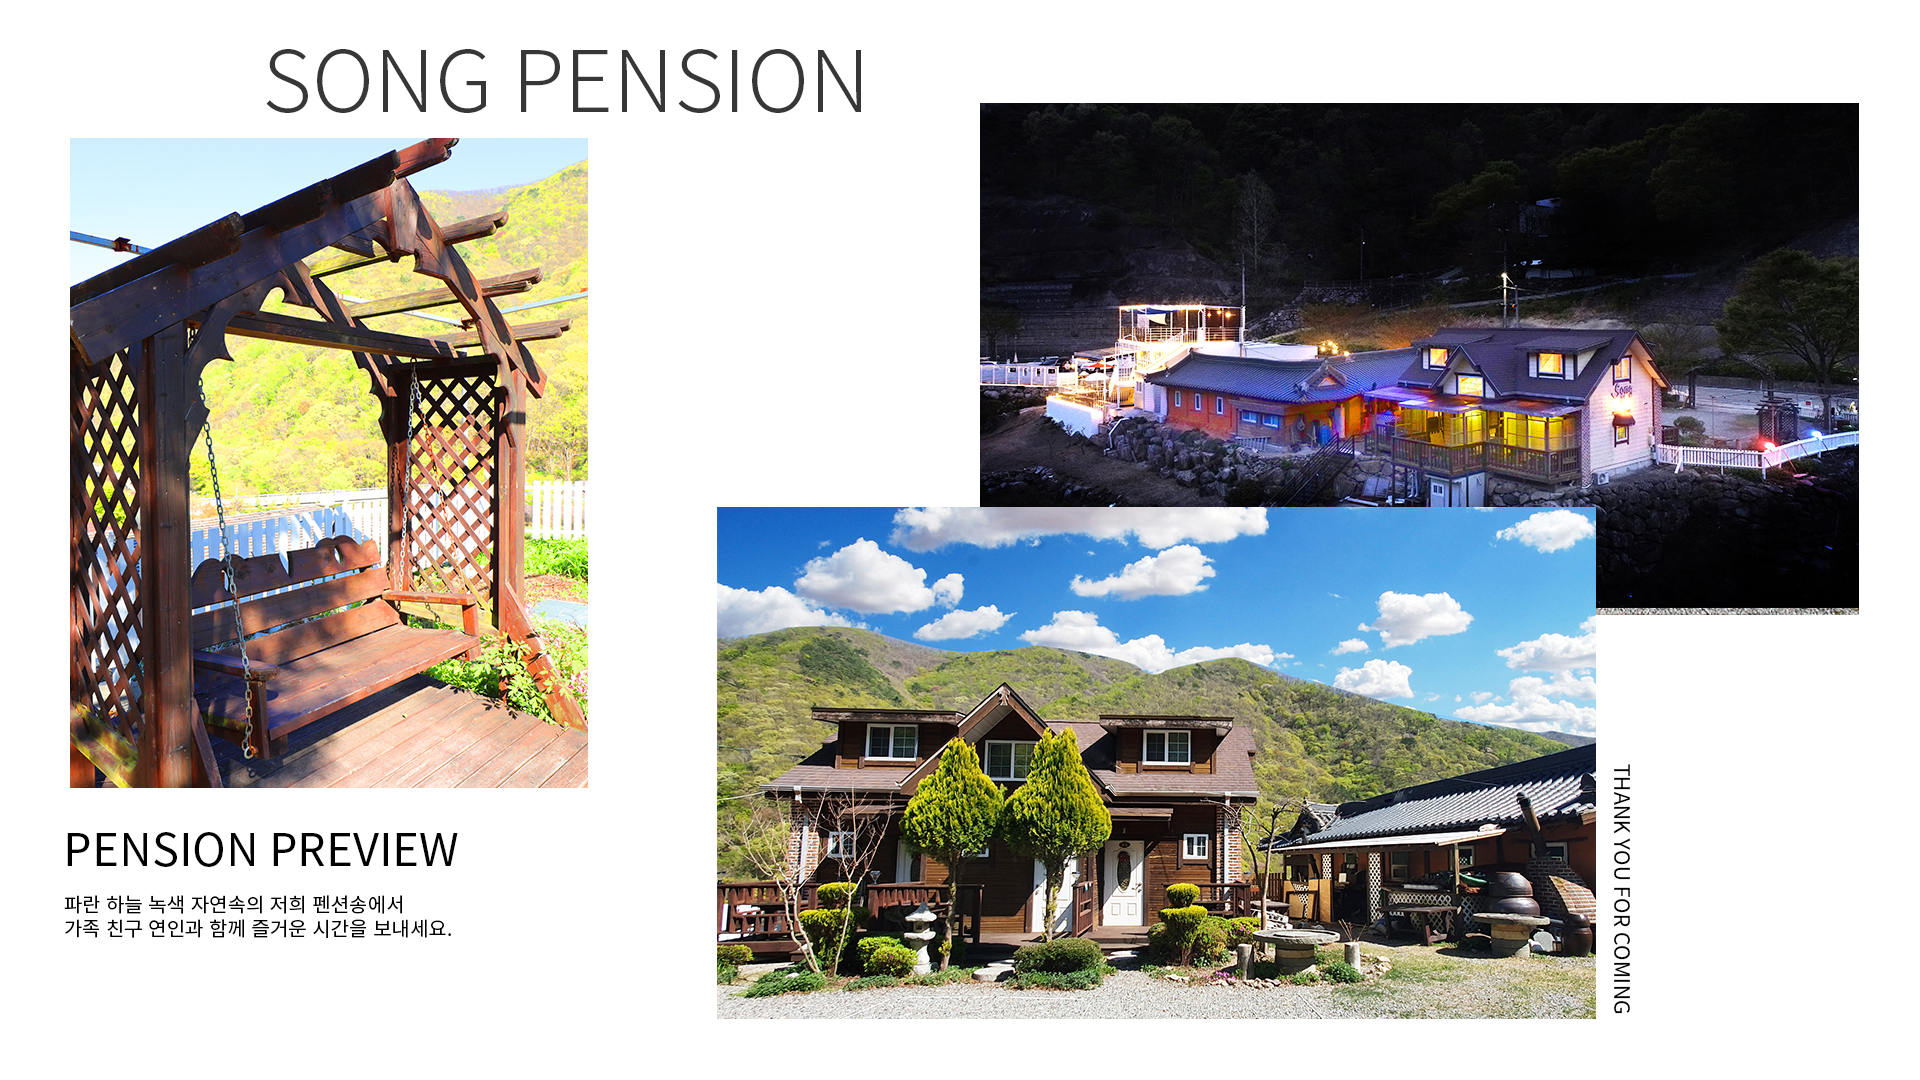 SONG PENSION
Song
PENSION PREVIEW
파란 하늘 녹색 자연속의 저희 펜션송에서
가족 친구 연인과 함께 즐거운 시간을 보내세요.
THANK YOU FOR COMING